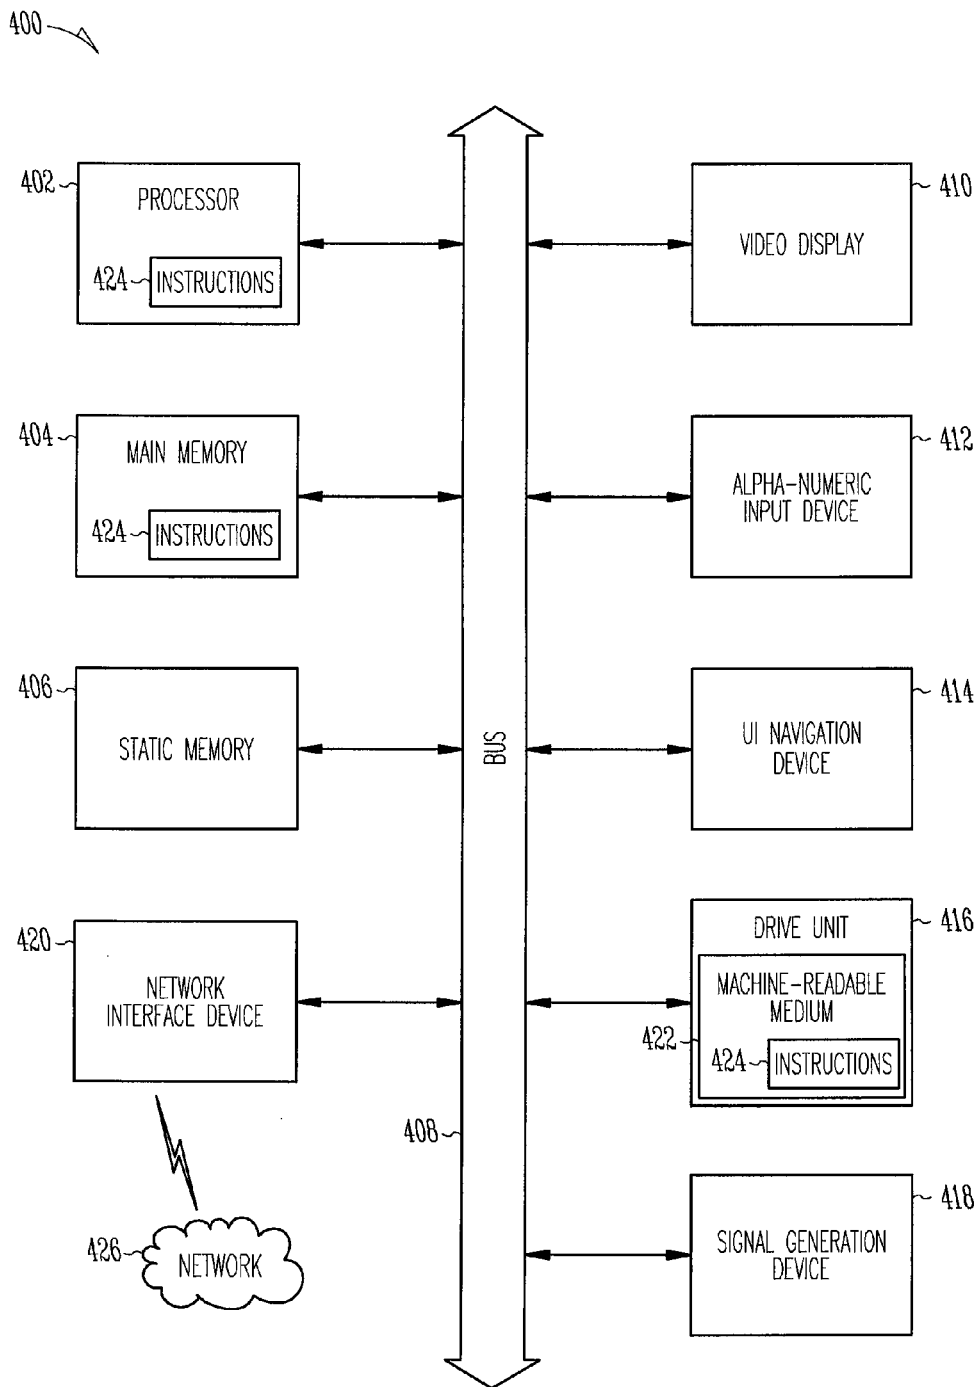 400
402
PROCESSOR
424
INSTRUCTIONS
410
VIDEO DISPLAY
404
MAIN MEMORY
424
INSTRUCTIONS
412
ALPHA-NUMERIC
INPUT DEVICE
406
STATIC MEMORY
BUS
414
UI NAVIGATION
DEVICE
420
NETWORK
INTERFACE DEVICE
416
DRIVE UNIT
MACHINE-READABLE
MEDIUM
422
424
INSTRUCTIONS
408
426
NETWORK
418
SIGNAL GENERATION
DEVICE